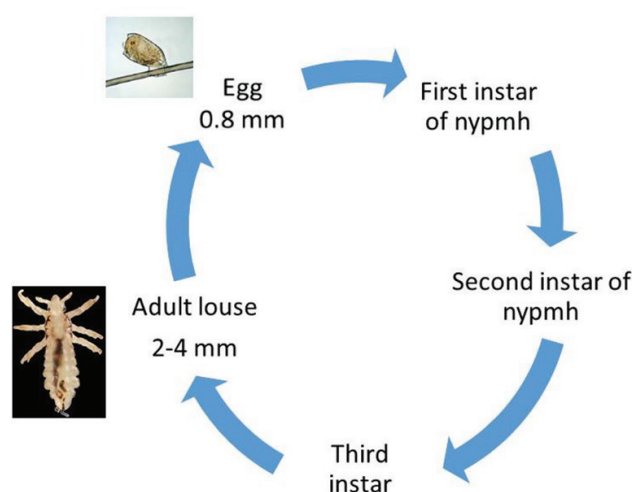 Egg
0.8 mm
First instar
of nypmh
Second instar of
nypmh
Third
instar
Adult louse
2-4 mm